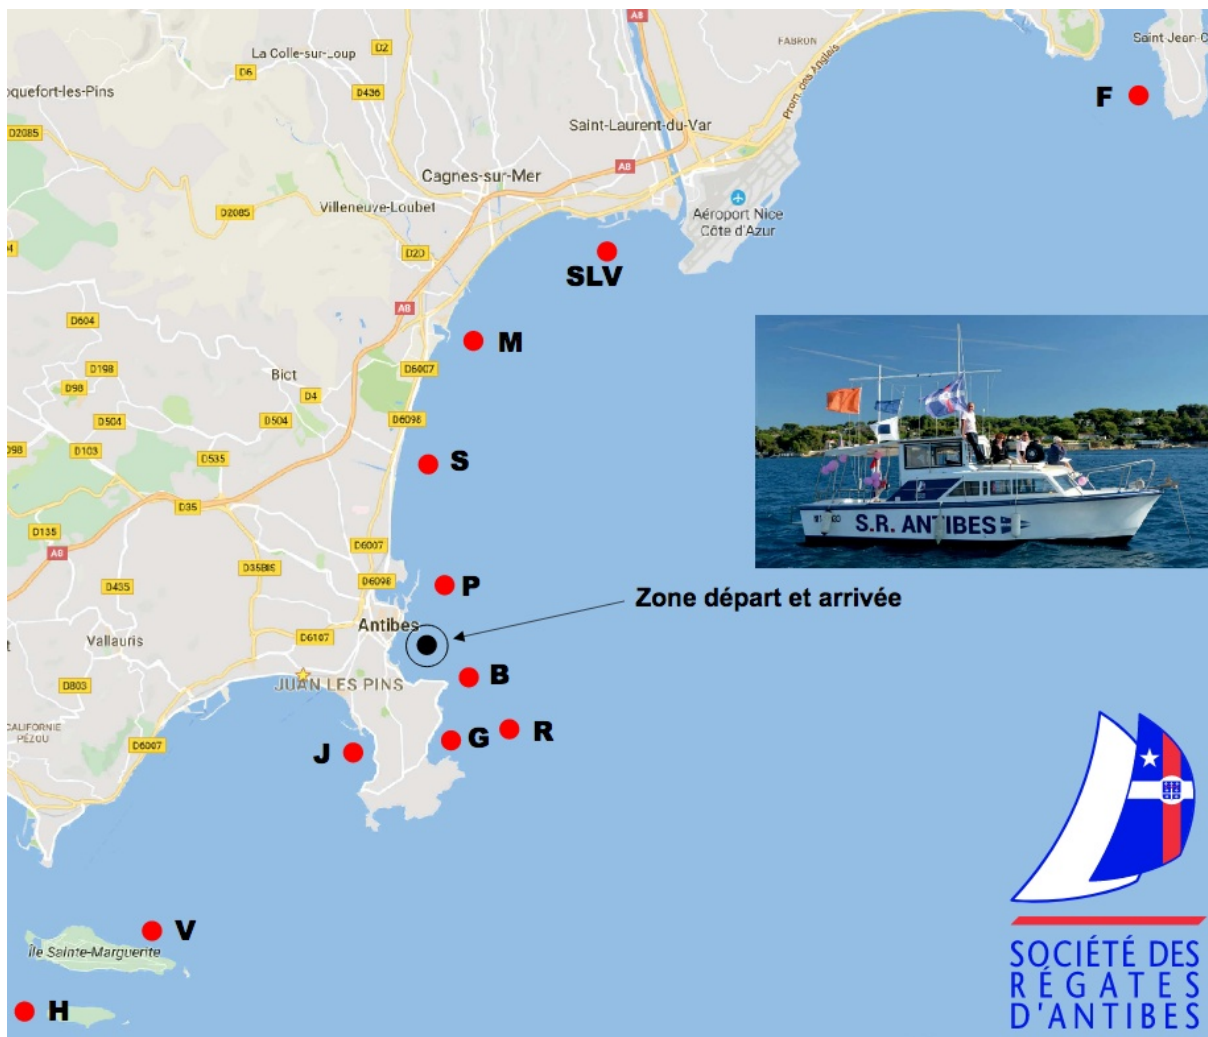 A8
FABRON
Saint-Jean-C
La Colle-sur-Loup
D2
D6
Prom. des Anglais
oquefort-les-Pins
D436
F
D2085
Saint-Laurent-du-Var
A8
Cagnes-sur-Mer
Villeneuve-Loubet
D2085
Aéroport Nice
Côte d'Azur
D2D
SLV
A8
D604
M
D198
D6007
Bict
D98
D4
D504
D504
D6098
D103
D535
S
D35
D135
A8
D6007
D35BIS
D6098
D435
P
Zone départ et arrivée
Antibes
D6107
Vallauris
B
D803
JUAN LES PINS
CALIFORNIE
PÉZOU
D6007
J
G
R
V
Île Sainte-Marguerite
H
S.R. ANTIBES
SOCIÉTÉ DES
RÉGATES
D'ANTIBES